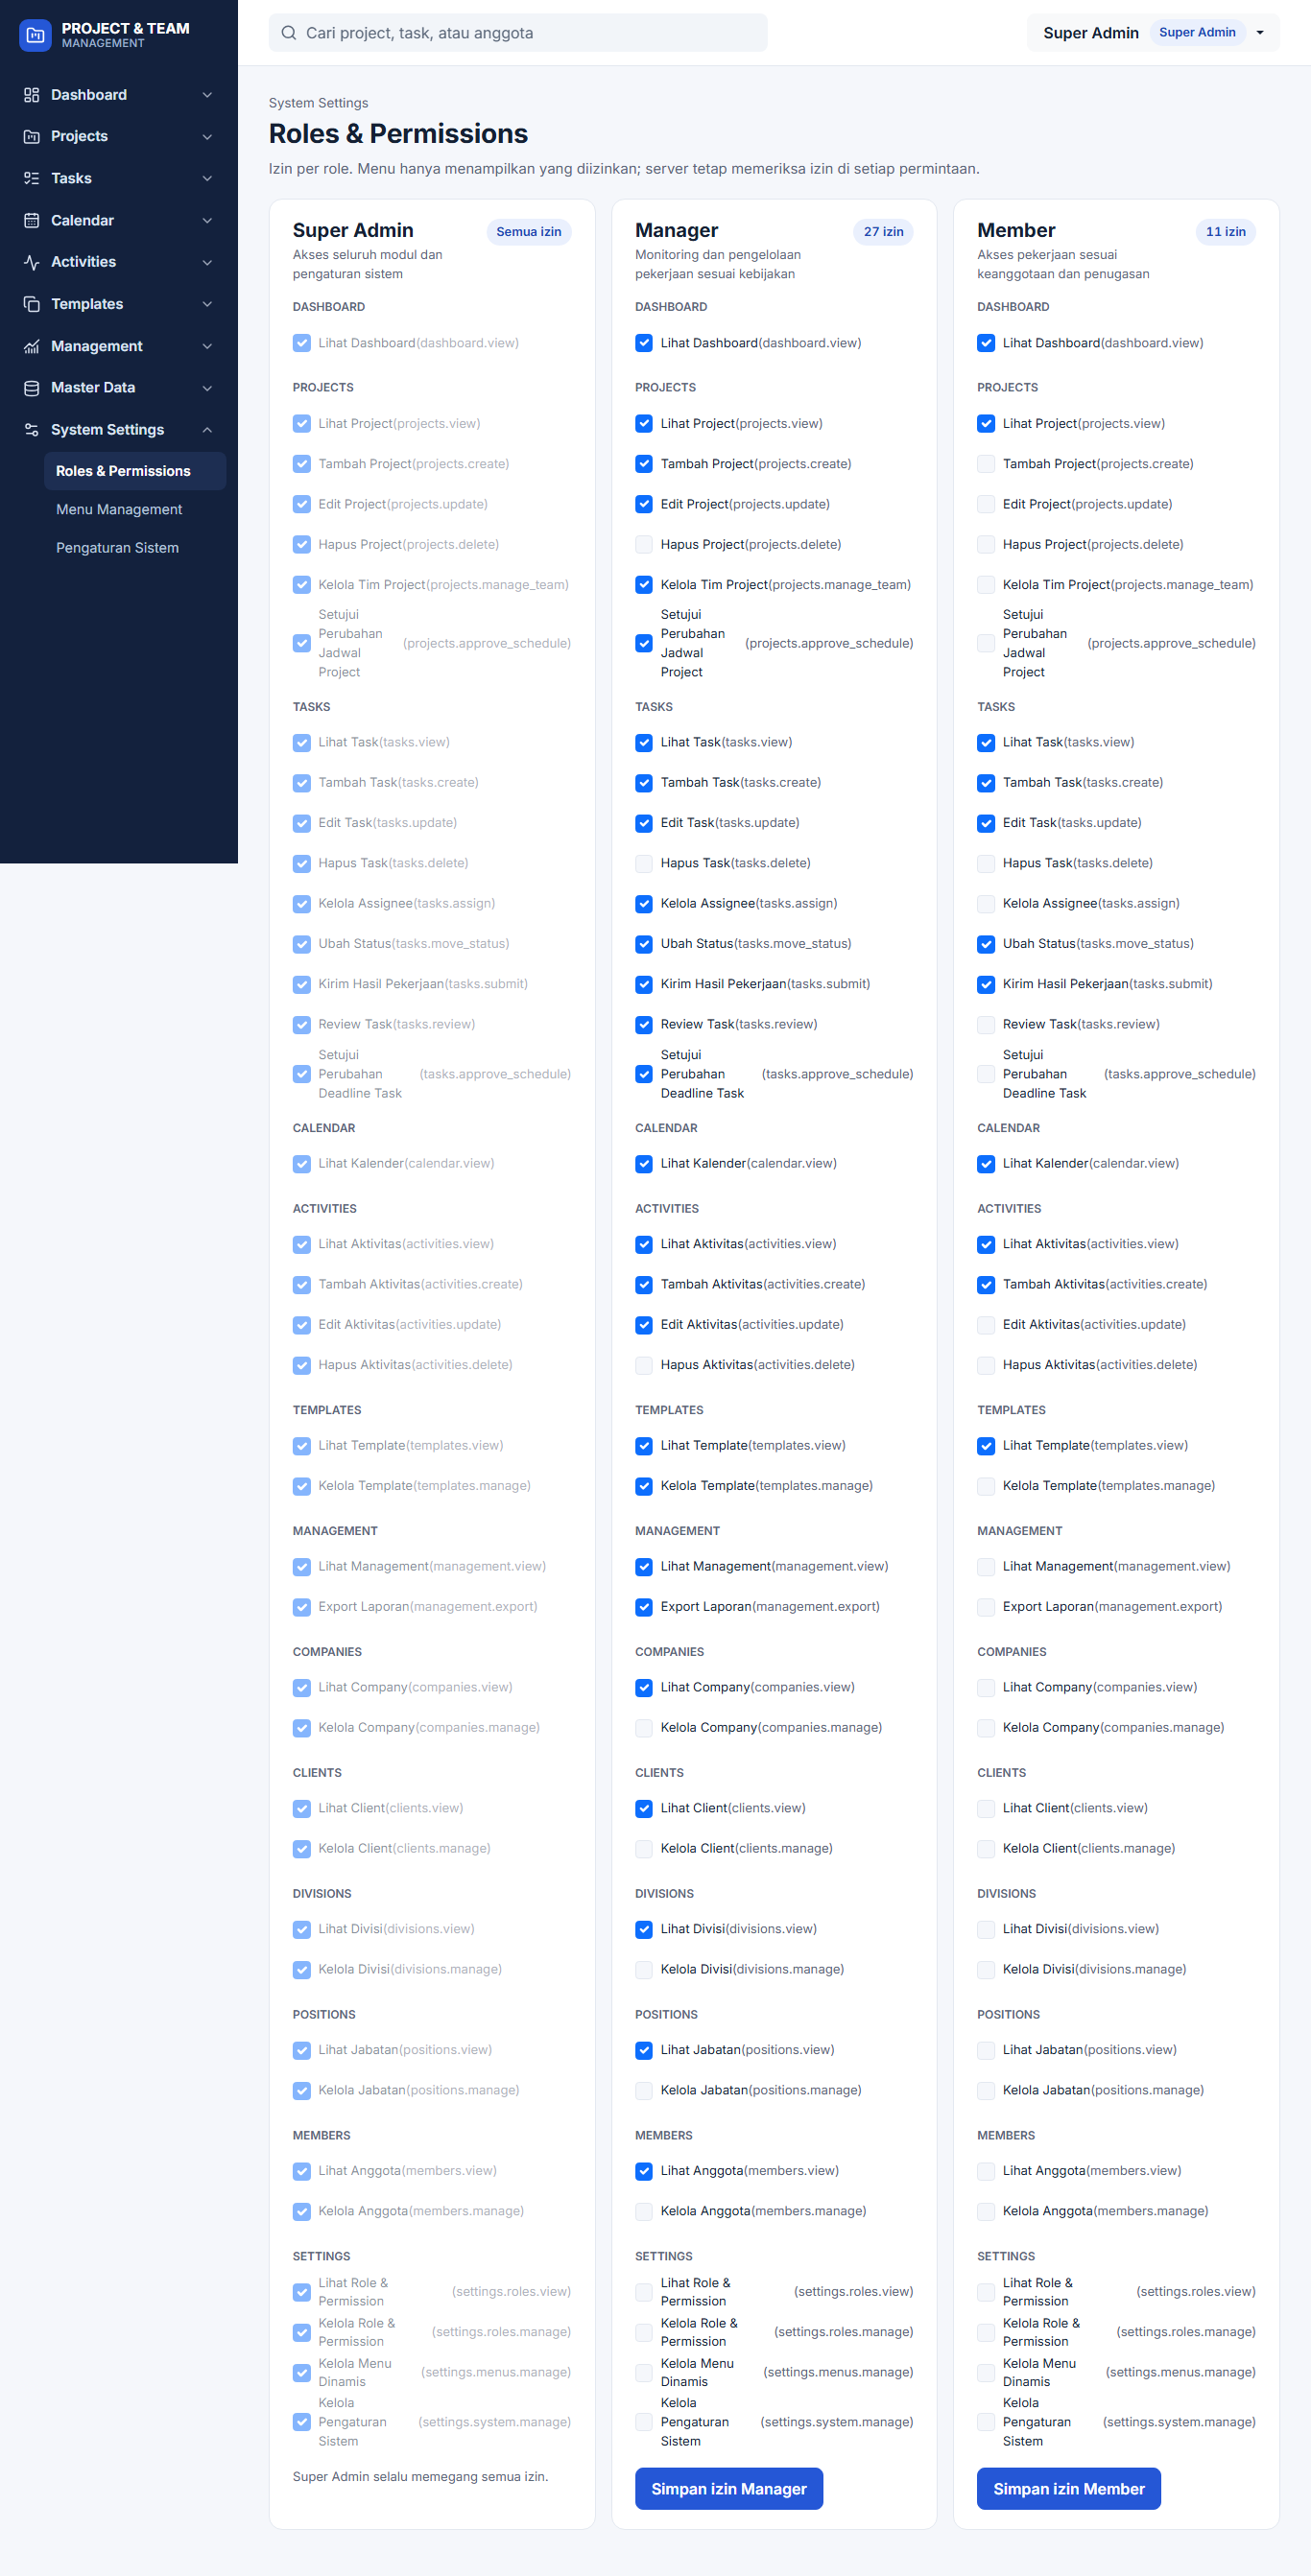 PROJECT & TEAM
MANAGEMENT
Dashboard
Projects
Tasks
Calendar
Activities
Templates
Management
Master Data
System Settings
Roles & Permissions
Menu Management
Pengaturan Sistem
Cari project, task, atau anggota
Super Admin
Super Admin
System Settings
Roles & Permissions
Izin per role. Menu hanya menampilkan yang diizinkan; server tetap memeriksa izin di setiap permintaan.
Super Admin
Semua izin
Akses seluruh modul dan
pengaturan sistem
DASHBOARD
Lihat Dashboard(dashboard.view)
PROJECTS
Lihat Project(projects.view)
Tambah Project(projects.create)
Edit Project(projects.update)
Hapus Project(projects.delete)
Kelola Tim Project(projects.manage_team)
Setujui
Perubahan
Jadwal
Project
(projects.approve_schedule)
TASKS
Lihat Task(tasks.view)
Tambah Task(tasks.create)
Edit Task(tasks.update)
Hapus Task(tasks.delete)
Kelola Assignee(tasks.assign)
Ubah Status(tasks.move_status)
Kirim Hasil Pekerjaan(tasks.submit)
Review Task(tasks.review)
Setujui
Perubahan
Deadline Task
(tasks.approve_schedule)
CALENDAR
Lihat Kalender(calendar.view)
ACTIVITIES
Lihat Aktivitas(activities.view)
Tambah Aktivitas(activities.create)
Edit Aktivitas(activities.update)
Hapus Aktivitas(activities.delete)
TEMPLATES
Lihat Template(templates.view)
Kelola Template(templates.manage)
MANAGEMENT
Lihat Management(management.view)
Export Laporan(management.export)
COMPANIES
Lihat Company(companies.view)
Kelola Company(companies.manage)
CLIENTS
Lihat Client(clients.view)
Kelola Client(clients.manage)
DIVISIONS
Lihat Divisi(divisions.view)
Kelola Divisi(divisions.manage)
POSITIONS
Lihat Jabatan(positions.view)
Kelola Jabatan(positions.manage)
MEMBERS
Lihat Anggota(members.view)
Kelola Anggota(members.manage)
SETTINGS
Lihat Role &
Permission
(settings.roles.view)
Kelola Role &
Permission
(settings.roles.manage)
Kelola Menu
Dinamis
(settings.menus.manage)
Kelola
Pengaturan
Sistem
(settings.system.manage)
Super Admin selalu memegang semua izin.
Manager
27 izin
Monitoring dan pengelolaan
pekerjaan sesuai kebijakan
DASHBOARD
Lihat Dashboard(dashboard.view)
PROJECTS
Lihat Project(projects.view)
Tambah Project(projects.create)
Edit Project(projects.update)
Hapus Project(projects.delete)
Kelola Tim Project(projects.manage_team)
Setujui
Perubahan
Jadwal
Project
(projects.approve_schedule)
TASKS
Lihat Task(tasks.view)
Tambah Task(tasks.create)
Edit Task(tasks.update)
Hapus Task(tasks.delete)
Kelola Assignee(tasks.assign)
Ubah Status(tasks.move_status)
Kirim Hasil Pekerjaan(tasks.submit)
Review Task(tasks.review)
Setujui
Perubahan
Deadline Task
(tasks.approve_schedule)
CALENDAR
Lihat Kalender(calendar.view)
ACTIVITIES
Lihat Aktivitas(activities.view)
Tambah Aktivitas(activities.create)
Edit Aktivitas(activities.update)
Hapus Aktivitas(activities.delete)
TEMPLATES
Lihat Template(templates.view)
Kelola Template(templates.manage)
MANAGEMENT
Lihat Management(management.view)
Export Laporan(management.export)
COMPANIES
Lihat Company(companies.view)
Kelola Company(companies.manage)
CLIENTS
Lihat Client(clients.view)
Kelola Client(clients.manage)
DIVISIONS
Lihat Divisi(divisions.view)
Kelola Divisi(divisions.manage)
POSITIONS
Lihat Jabatan(positions.view)
Kelola Jabatan(positions.manage)
MEMBERS
Lihat Anggota(members.view)
Kelola Anggota(members.manage)
SETTINGS
Lihat Role &
Permission
(settings.roles.view)
Kelola Role &
Permission
(settings.roles.manage)
Kelola Menu
Dinamis
(settings.menus.manage)
Kelola
Pengaturan
Sistem
(settings.system.manage)
Simpan izin Manager
Member
11 izin
Akses pekerjaan sesuai
keanggotaan dan penugasan
DASHBOARD
Lihat Dashboard(dashboard.view)
PROJECTS
Lihat Project(projects.view)
Tambah Project(projects.create)
Edit Project(projects.update)
Hapus Project(projects.delete)
Kelola Tim Project(projects.manage_team)
Setujui
Perubahan
Jadwal
Project
(projects.approve_schedule)
TASKS
Lihat Task(tasks.view)
Tambah Task(tasks.create)
Edit Task(tasks.update)
Hapus Task(tasks.delete)
Kelola Assignee(tasks.assign)
Ubah Status(tasks.move_status)
Kirim Hasil Pekerjaan(tasks.submit)
Review Task(tasks.review)
Setujui
Perubahan
Deadline Task
(tasks.approve_schedule)
CALENDAR
Lihat Kalender(calendar.view)
ACTIVITIES
Lihat Aktivitas(activities.view)
Tambah Aktivitas(activities.create)
Edit Aktivitas(activities.update)
Hapus Aktivitas(activities.delete)
TEMPLATES
Lihat Template(templates.view)
Kelola Template(templates.manage)
MANAGEMENT
Lihat Management(management.view)
Export Laporan(management.export)
COMPANIES
Lihat Company(companies.view)
Kelola Company(companies.manage)
CLIENTS
Lihat Client(clients.view)
Kelola Client(clients.manage)
DIVISIONS
Lihat Divisi(divisions.view)
Kelola Divisi(divisions.manage)
POSITIONS
Lihat Jabatan(positions.view)
Kelola Jabatan(positions.manage)
MEMBERS
Lihat Anggota(members.view)
Kelola Anggota(members.manage)
SETTINGS
Lihat Role &
Permission
(settings.roles.view)
Kelola Role &
Permission
(settings.roles.manage)
Kelola Menu
Dinamis
(settings.menus.manage)
Kelola
Pengaturan
Sistem
(settings.system.manage)
Simpan izin Member